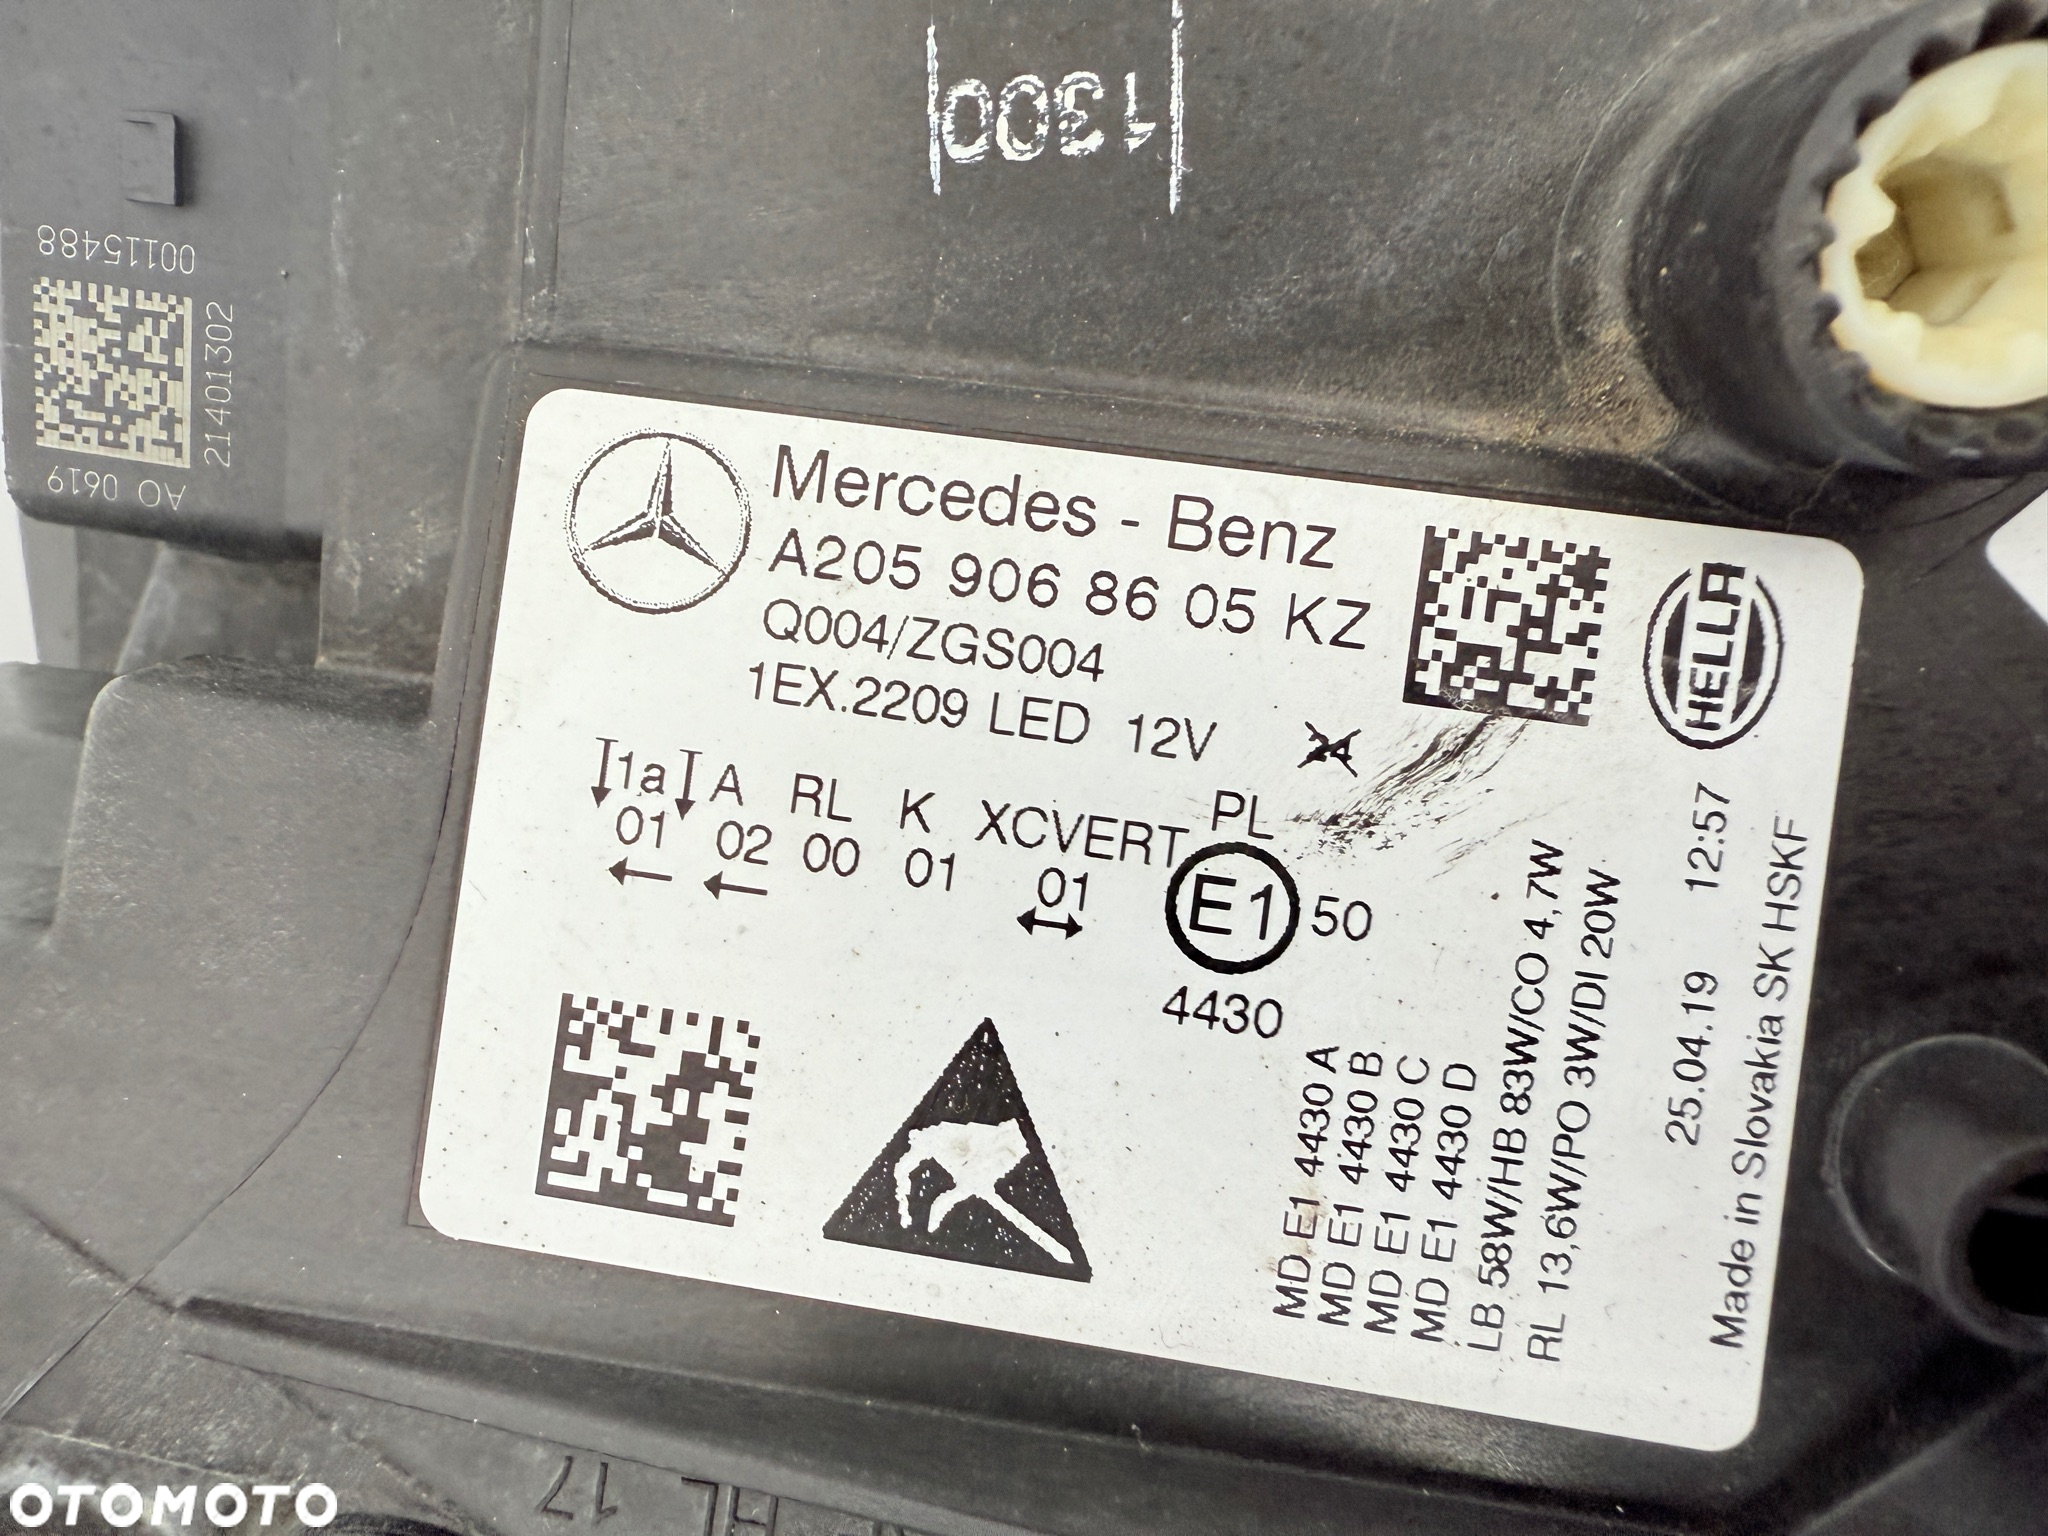 1300
00115488
21401302
AO 0619
Mercedes - Benz
A205 906 86 05 KZ
Q004/ZGS004
1EX.2209 LED 12V 24
HELLA
1a A RL K XCVERT PL
01 02 00 01 01
E1 50
4430
MD E1 4430 A
MD E1 4430 B
MD E1 4430 C
MD E1 4430 D
LB 58W/HB 83W/CO 4,7W
RL 13,6W/PO 3W/DI 20W
25.04.19 12:57
Made in Slovakia SK HSKF
17
OTOMOTO